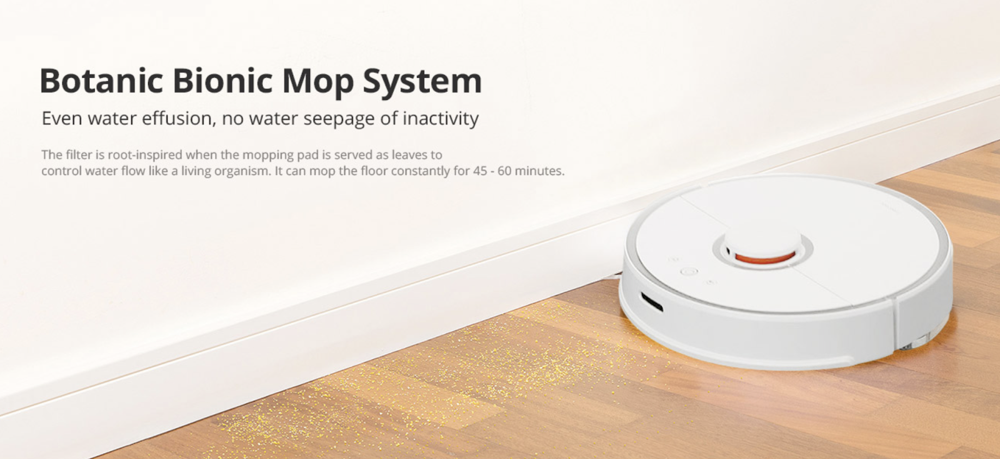 Botanic Bionic Mop System
Even water effusion, no water seepage of inactivity
The filter is root-inspired when the mopping pad is served as leaves to
control water flow like a living organism. It can mop the floor constantly for 45 - 60 minutes.